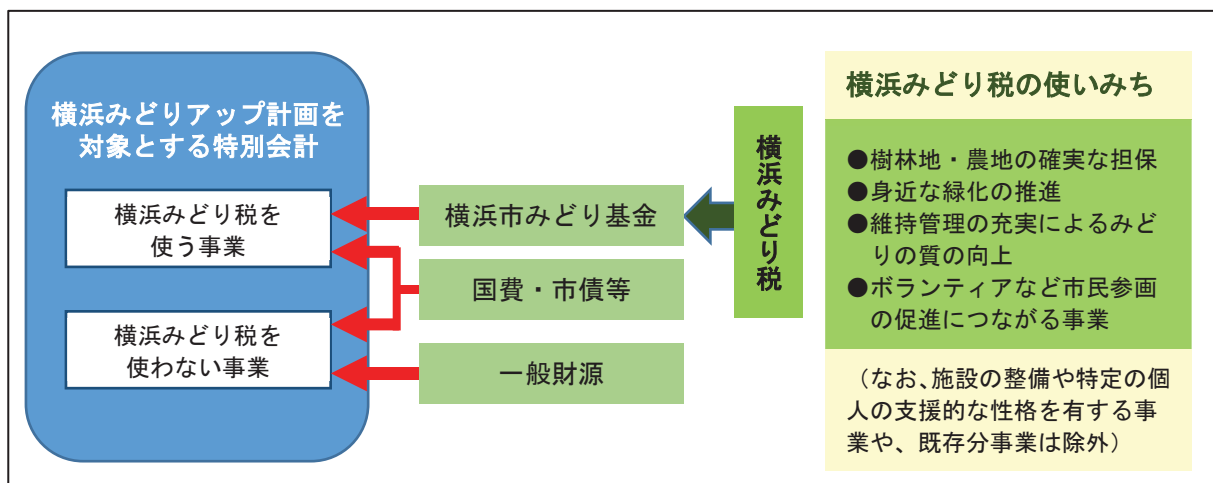 横浜みどりアップ計画を
対象とする特別会計
横浜みどり税を
使う事業
横浜みどり税を
使わない事業
横浜市みどり基金
国費・市債等
一般財源
横浜みどり税
横浜みどり税の使いみち
●樹林地・農地の確実な担保
●身近な緑化の推進
●維持管理の充実によるみど
りの質の向上
●ボランティアなど市民参画
の促進につながる事業
（なお、施設の整備や特定の個
人の支援的な性格を有する事
業や、既存分事業は除外）